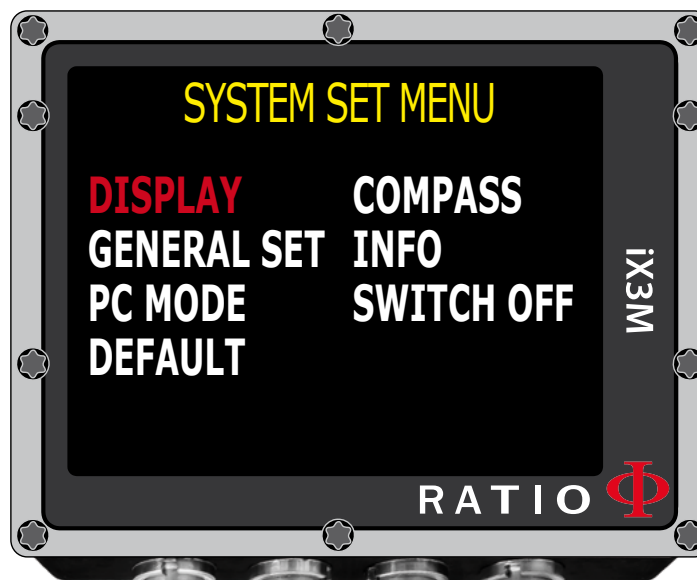 SYSTEM SET MENU
DISPLAY
GENERAL SET
PC MODE
DEFAULT
COMPASS
INFO
SWITCH OFF
iX3M
RATIO